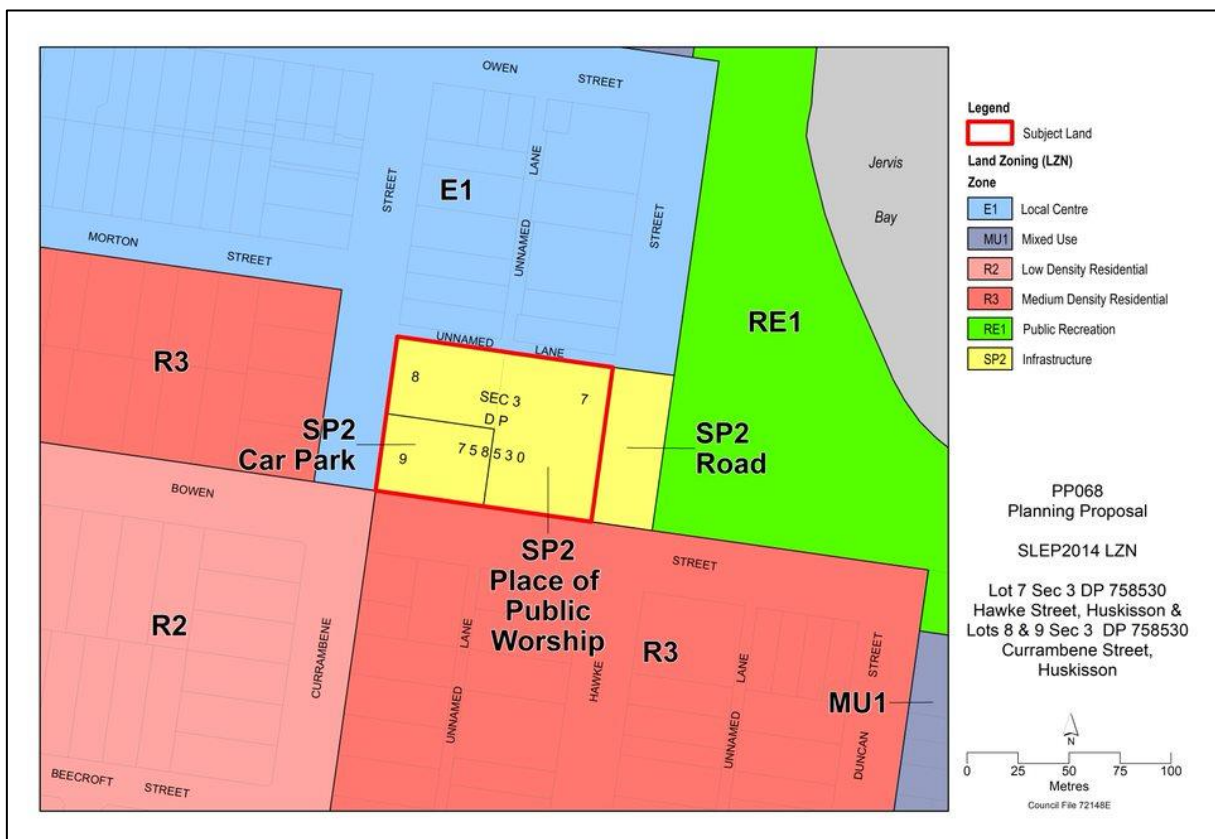 OWEN STREET
STREET
E1
UNNAMED LANE
STREET
MORTON STREET
R3
UNNAMED LANE
8
SEC 3
7
D P
7 5 8 5 3 0
9
SP2
Car Park
SP2
Road
RE1
Jervis
Bay
SP2
Place of
Public
Worship
BOWEN
STREET
R2
CURRAMBENE
UNNAMED LANE
HAWKE
R3
UNNAMED LANE
DUNCAN STREET
MU1
BEECROFT STREET
Legend
Subject Land
Land Zoning (LZN)
Zone
E1 Local Centre
MU1 Mixed Use
R2 Low Density Residential
R3 Medium Density Residential
RE1 Public Recreation
SP2 Infrastructure
PP068
Planning Proposal
SLEP2014 LZN
Lot 7 Sec 3 DP 758530
Hawke Street, Huskisson &
Lots 8 & 9 Sec 3 DP 758530
Currambene Street,
Huskisson
N
0 25 50 75 100
Metres
Council File 72148E